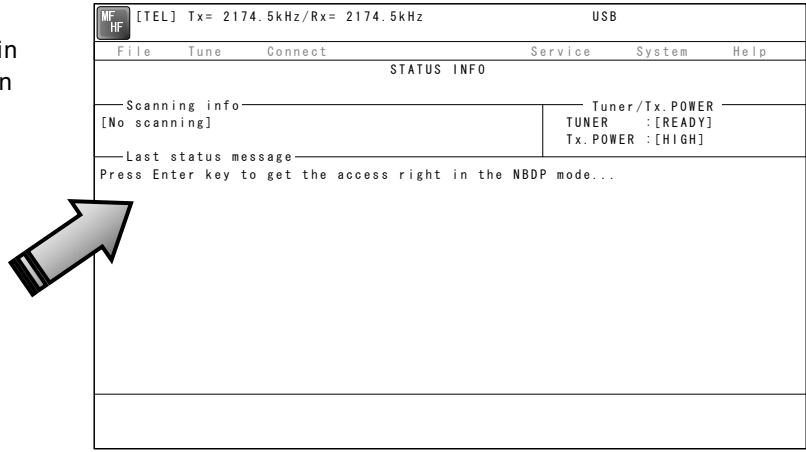 in
n
MF
HF
[TEL] Tx= 2174.5kHz/Rx= 2174.5kHz USB
File Tune Connect Service System Help
STATUS INFO
Scanning info
[No scanning]
Tuner/Tx.POWER
TUNER :[READY]
Tx.POWER :[HIGH]
Last status message
Press Enter key to get the access right in the NBDP mode...